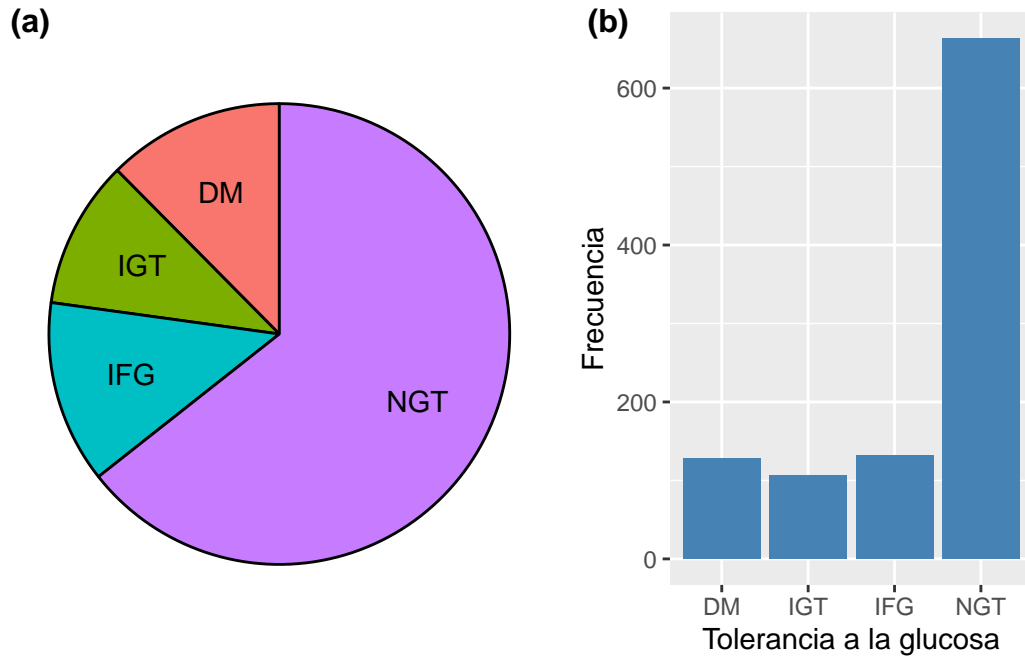 (a)
DM
IGT
IFG
NGT
(b)
Frecuencia
600
400
200
0
DM IGT IFG NGT
Tolerancia a la glucosa